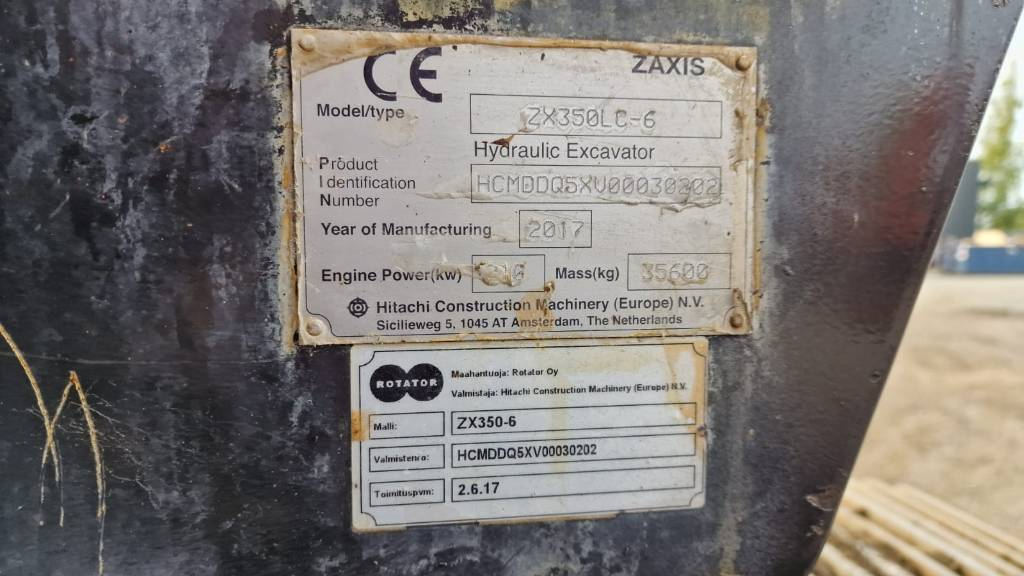 CE
ZAXIS
Model/type ZX350LC-6
Hydraulic Excavator
Product
Identification
Number
HCMDDQ5XV00030202
Year of Manufacturing 2017
Engine Power(kw) 210 Mass(kg) 35600
Hitachi Construction Machinery (Europe) N.V.
Sicilieweg 5, 1045 AT Amsterdam, The Netherlands
ROTATOR
Maahantuoja: Rotator Oy
Valmistaja: Hitachi Construction Machinery (Europe) N.V.
Malli: ZX350-6
Valmistenro: HCMDDQ5XV00030202
Toimituspvm: 2.6.17